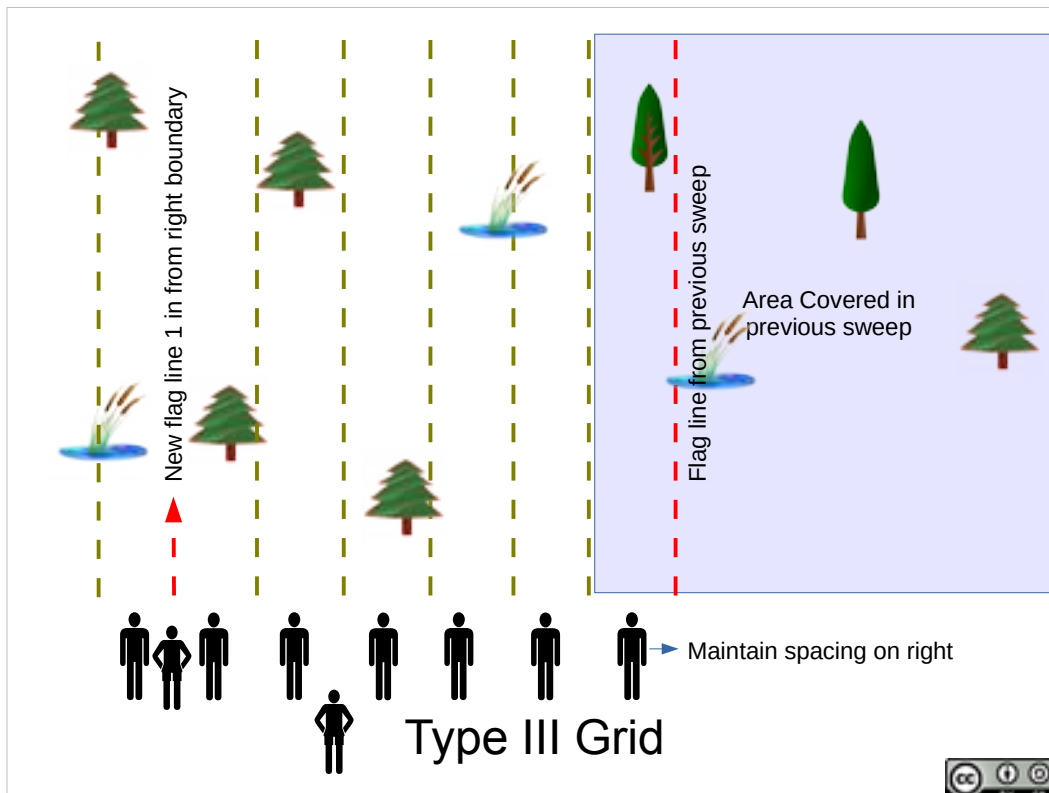 New flag line 1 in from right boundary
Flag line from previous sweep
Area Covered in
previous sweep
Maintain spacing on right
Type III Grid
cc